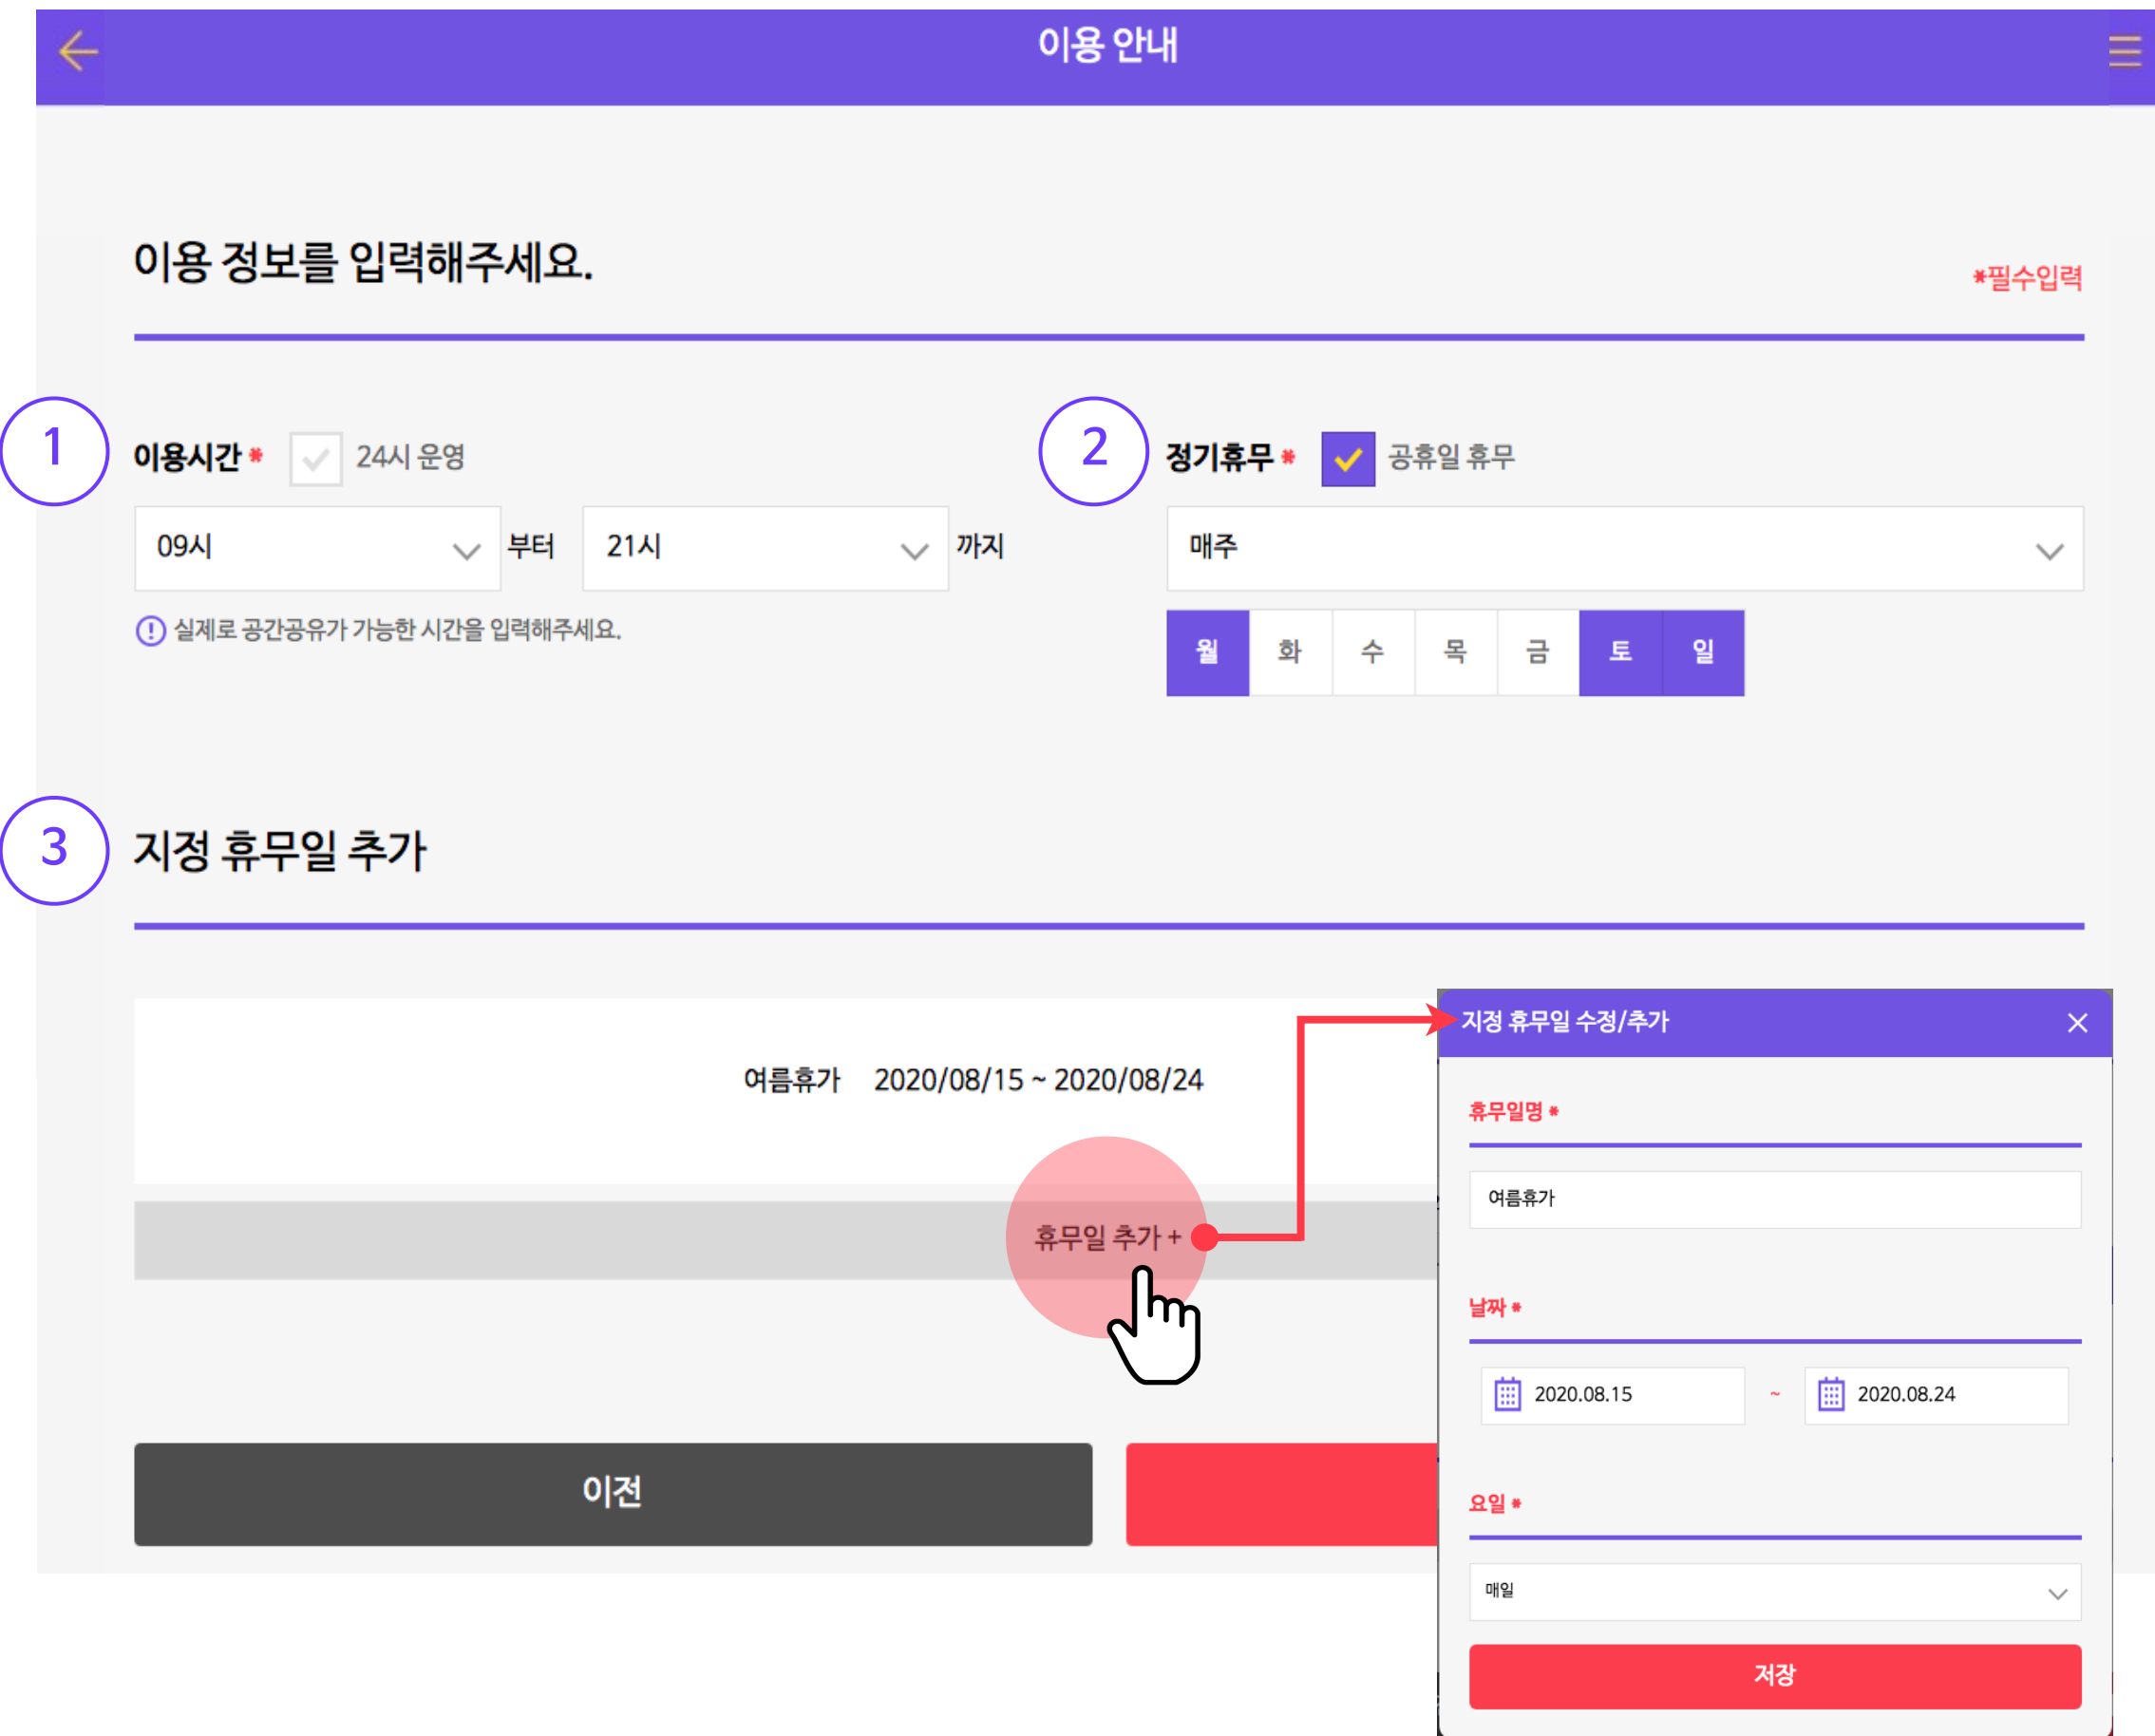 이용 안내
이용 정보를 입력해주세요.
*필수입력
1
이용시간 * 24시 운영
09시 부터 21시 까지
실제로 공간공유가 가능한 시간을 입력해주세요.
2
정기휴무 * 공휴일 휴무
매주
월 화 수 목 금 토 일
3
지정 휴무일 추가
여름휴가 2020/08/15 ~ 2020/08/24
휴무일 추가 +
이전
지정 휴무일 수정/추가
휴무일명 *
여름휴가
날짜 *
2020.08.15 ~ 2020.08.24
요일 *
매일
저장